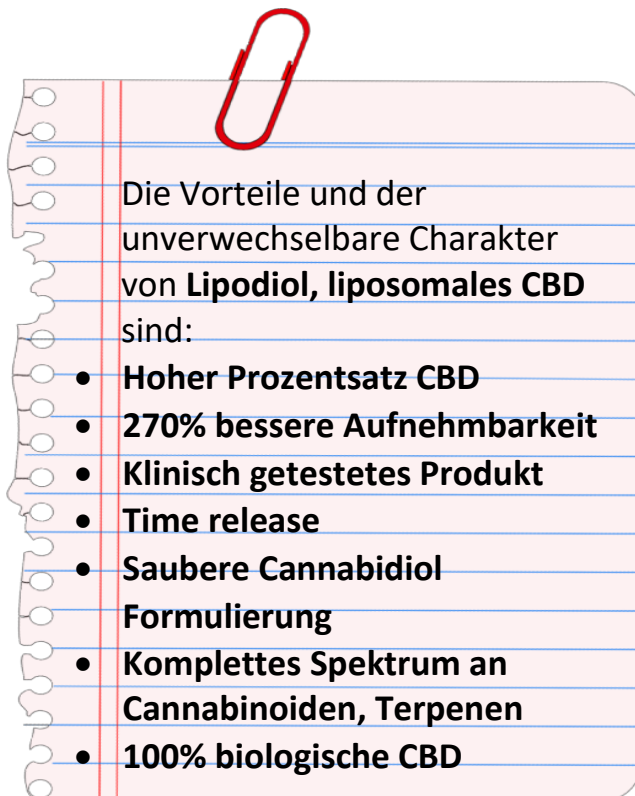 Die Vorteile und der
unverwechselbare Charakter
von Lipodiol, liposomales CBD
sind:
• Hoher Prozentsatz CBD
• 270% bessere Aufnehmbarkeit
• Klinisch getestetes Produkt
• Time release
• Saubere Cannabidiol
Formulierung
• Komplettes Spektrum an
Cannabinoiden, Terpenen
• 100% biologische CBD